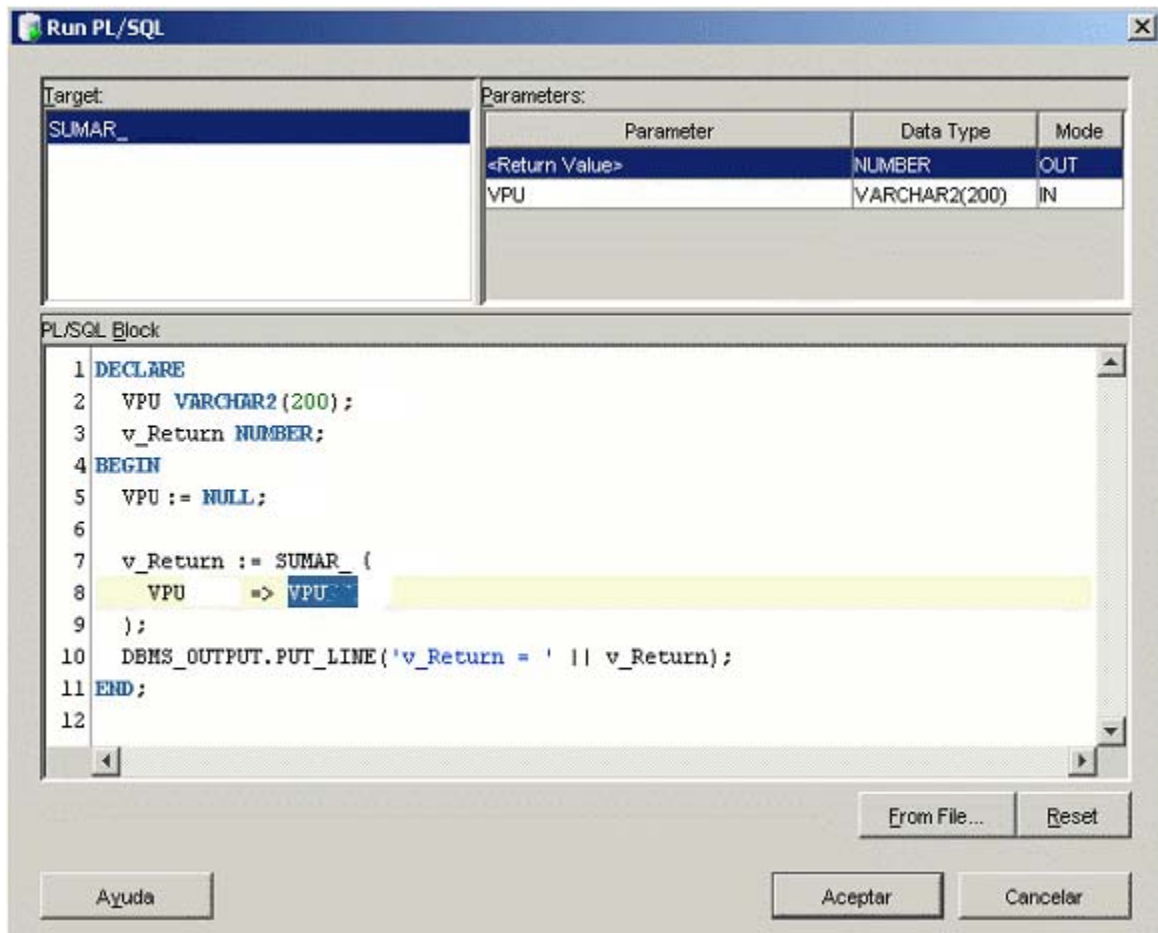 Run PL/SQL
Target:
SUMAR_
Parameters:
Parameter Data Type Mode
<Return Value> NUMBER OUT
VPU VARCHAR2(200) IN
PL/SQL Block
1 DECLARE
2 VPU VARCHAR2(200);
3 v_Return NUMBER;
4 BEGIN
5 VPU := NULL;
6
7 v_Return := SUMAR_ (
8 VPU => VPU
9 );
10 DBMS_OUTPUT.PUT_LINE('v_Return = ' || v_Return);
11 END;
12
From File... Reset
Ayuda Aceptar Cancelar